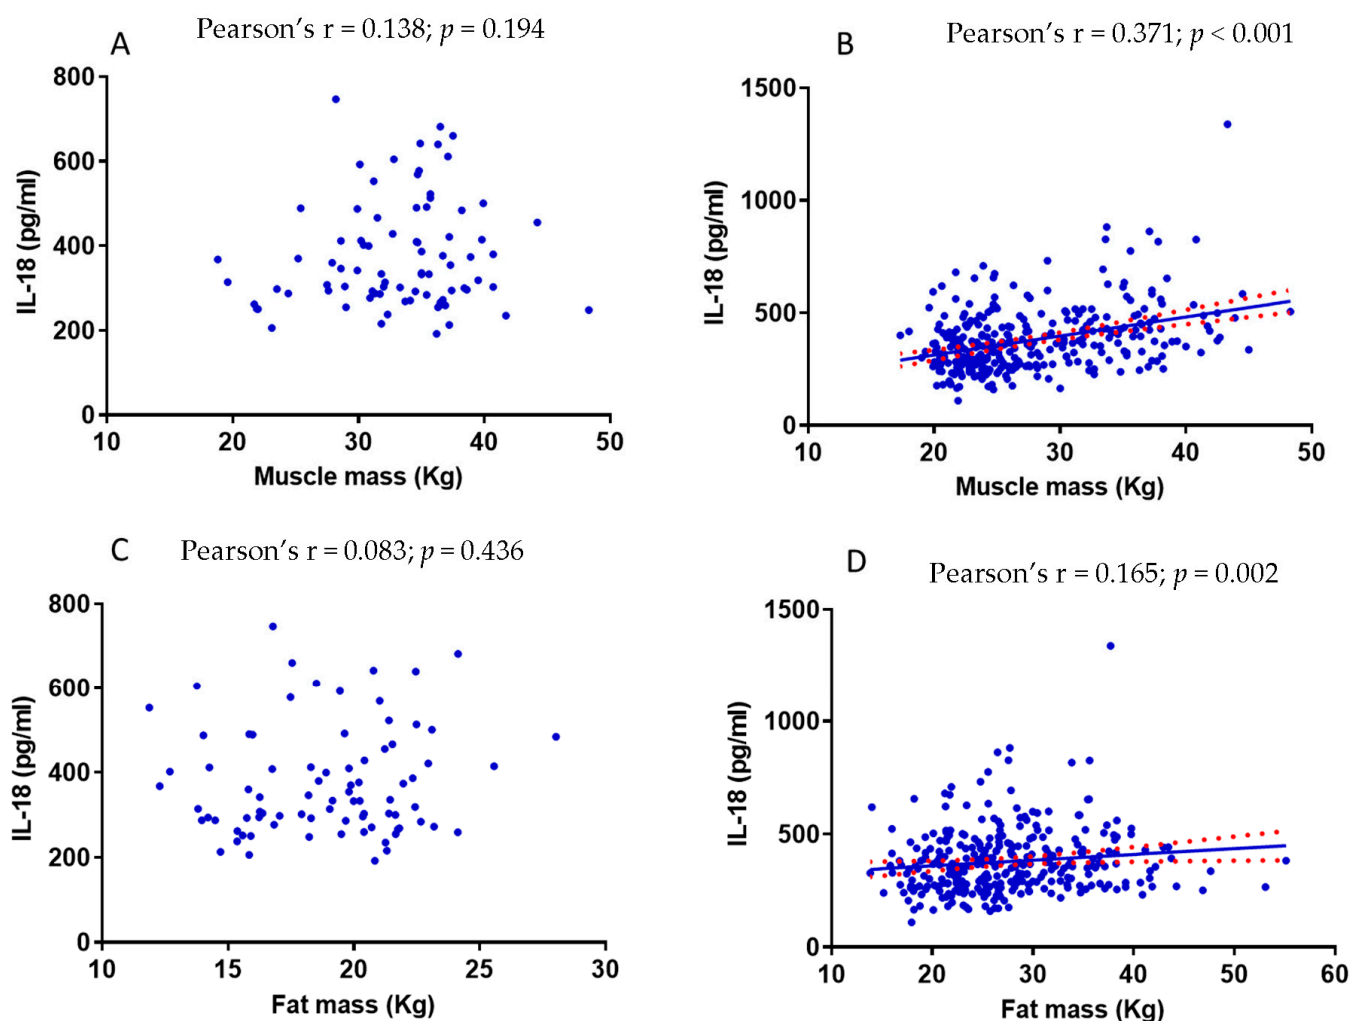 A
Pearson's r = 0.138; p = 0.194
800
600
400
200
0
10 20 30 40 50
IL-18 (pg/ml)
Muscle mass (Kg)
B
Pearson's r = 0.371; p < 0.001
1500
1000
500
0
10 20 30 40 50
IL-18 (pg/ml)
Muscle mass (Kg)
C
Pearson's r = 0.083; p = 0.436
800
600
400
200
0
10 15 20 25 30
IL-18 (pg/ml)
Fat mass (Kg)
D
Pearson's r = 0.165; p = 0.002
1500
1000
500
0
10 20 30 40 50 60
IL-18 (pg/ml)
Fat mass (Kg)